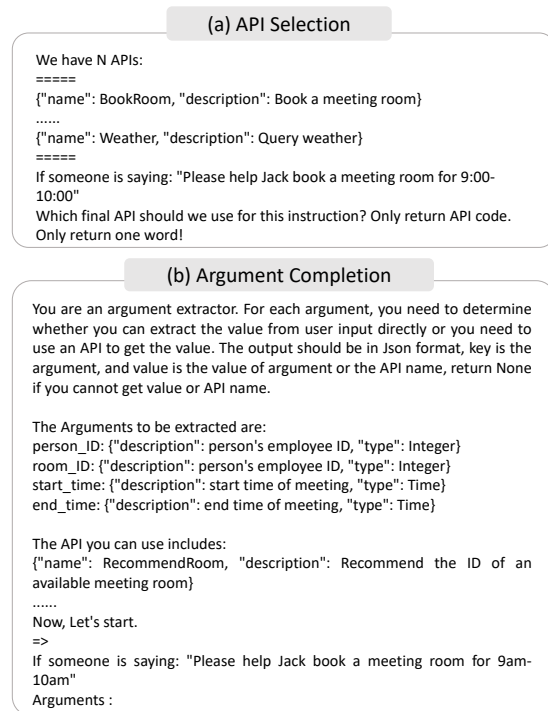 (a) API Selection
We have N APIs:
=====
{"name": BookRoom, "description": Book a meeting room}
......
{"name": Weather, "description": Query weather}
=====
If someone is saying: "Please help Jack book a meeting room for 9:00-
10:00"
Which final API should we use for this instruction? Only return API code.
Only return one word!
(b) Argument Completion
You are an argument extractor. For each argument, you need to determine
whether you can extract the value from user input directly or you need to
use an API to get the value. The output should be in Json format, key is the
argument, and value is the value of argument or the API name, return None
if you cannot get value or API name.
The Arguments to be extracted are:
person_ID: {"description": person's employee ID, "type": Integer}
room_ID: {"description": person's employee ID, "type": Integer}
start_time: {"description": start time of meeting, "type": Time}
end_time: {"description": end time of meeting, "type": Time}
The API you can use includes:
{"name": RecommendRoom, "description": Recommend the ID of an
available meeting room}
......
Now, Let's start.
=>
If someone is saying: "Please help Jack book a meeting room for 9am-
10am"
Arguments :